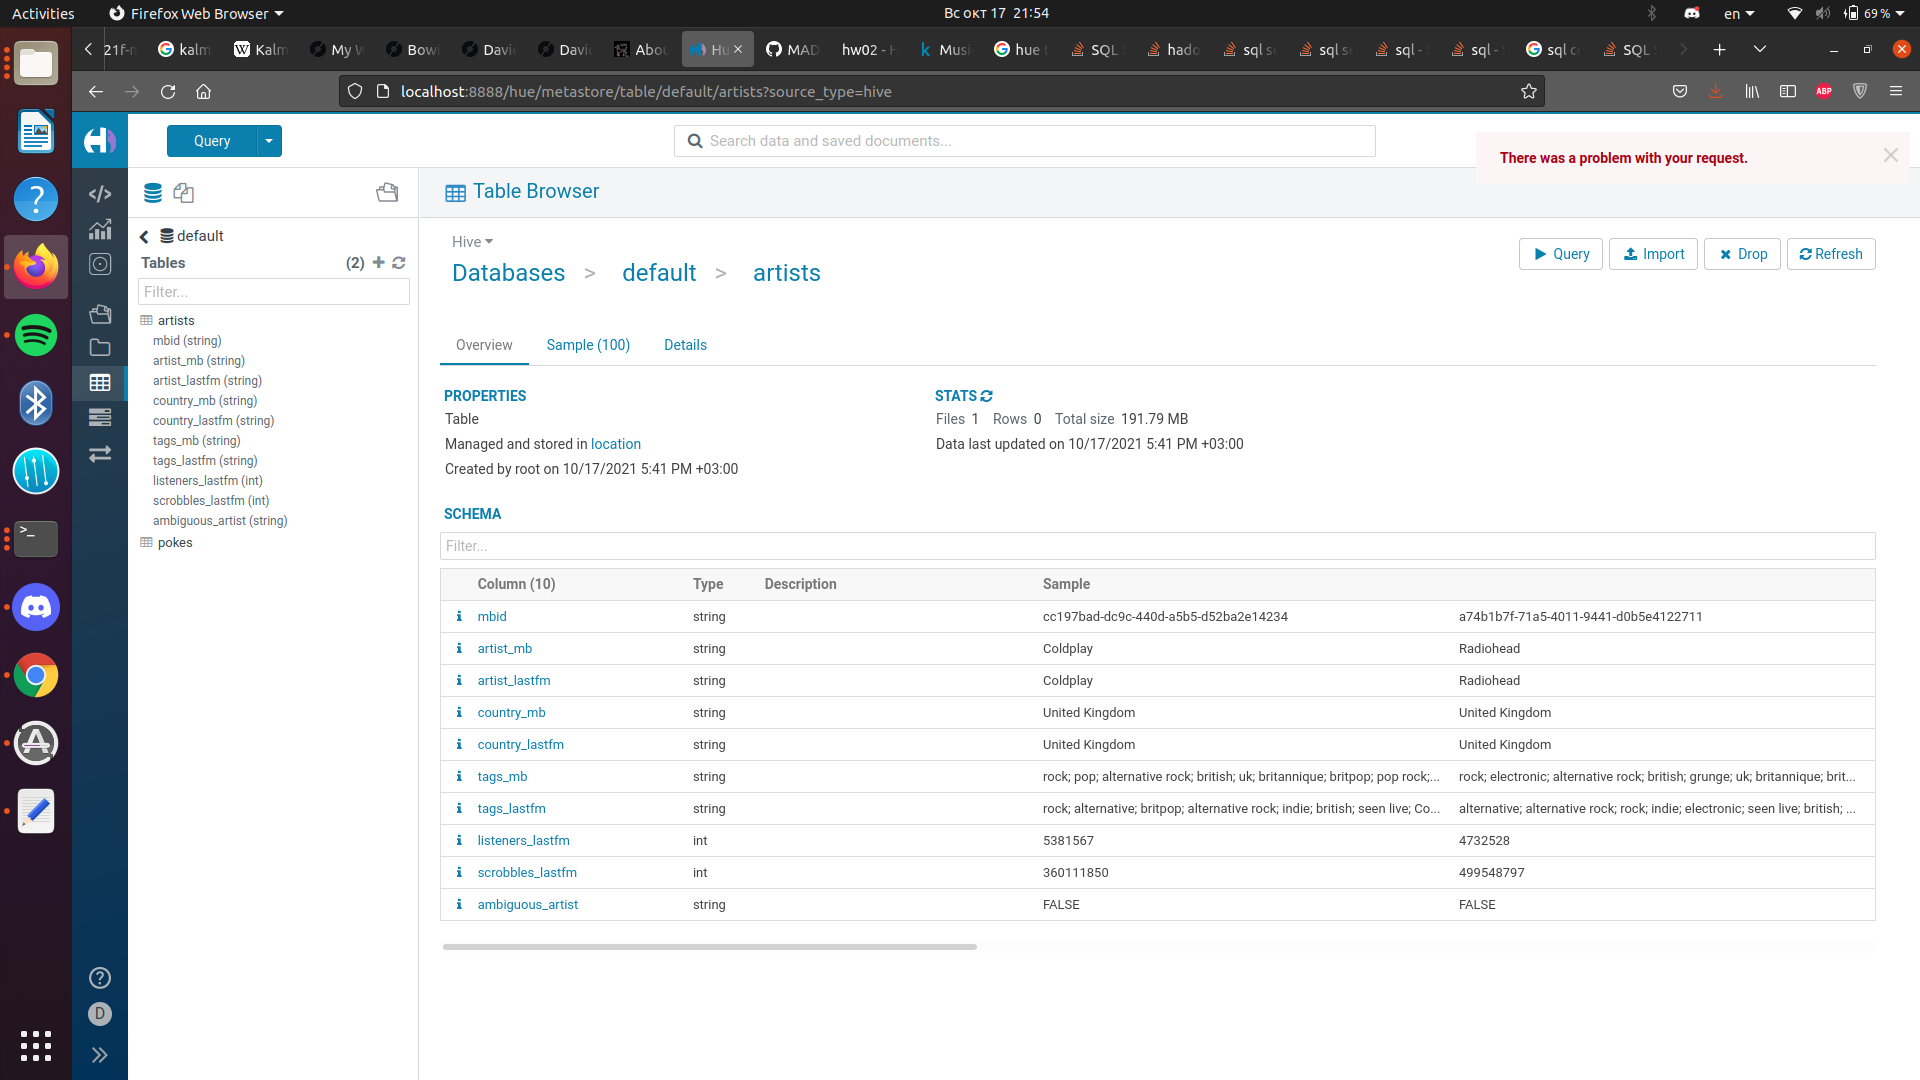 Activities
Firefox Web Browser
Вс окт 17 21:54
en
69 %
21f-n
kalm
Kalm
My W
Bowi
David
David
Abou
Hu
MAD
hw02 - H
Musi
hue l
SQL S
hado
sql se
sql se
sql -
sql -
sql co
SQL S
localhost:8888/hue/metastore/table/default/artists?source_type=hive
ABP
Query
Search data and saved documents...
There was a problem with your request.
Table Browser
default
Tables
(2)
Filter...
artists
mbid (string)
artist_mb (string)
artist_lastfm (string)
country_mb (string)
country_lastfm (string)
tags_mb (string)
tags_lastfm (string)
listeners_lastfm (int)
scrobbles_lastfm (int)
ambiguous_artist (string)
pokes
D
Hive
Databases > default > artists
Query
Import
Drop
Refresh
Overview
Sample (100)
Details
PROPERTIES
Table
Managed and stored in location
Created by root on 10/17/2021 5:41 PM +03:00
STATS
Files 1 Rows 0 Total size 191.79 MB
Data last updated on 10/17/2021 5:41 PM +03:00
SCHEMA
Filter...
Column (10) Type Description Sample
mbid string cc197bad-dc9c-440d-a5b5-d52ba2e14234 a74b1b7f-71a5-4011-9441-d0b5e4122711
artist_mb string Coldplay Radiohead
artist_lastfm string Coldplay Radiohead
country_mb string United Kingdom United Kingdom
country_lastfm string United Kingdom United Kingdom
tags_mb string rock; pop; alternative rock; british; uk; britannique; britpop; pop rock;... rock; electronic; alternative rock; british; grunge; uk; britannique; brit...
tags_lastfm string rock; alternative; britpop; alternative rock; indie; british; seen live; Co... alternative; alternative rock; rock; indie; electronic; seen live; british; ...
listeners_lastfm int 5381567 4732528
scrobbles_lastfm int 360111850 499548797
ambiguous_artist string FALSE FALSE